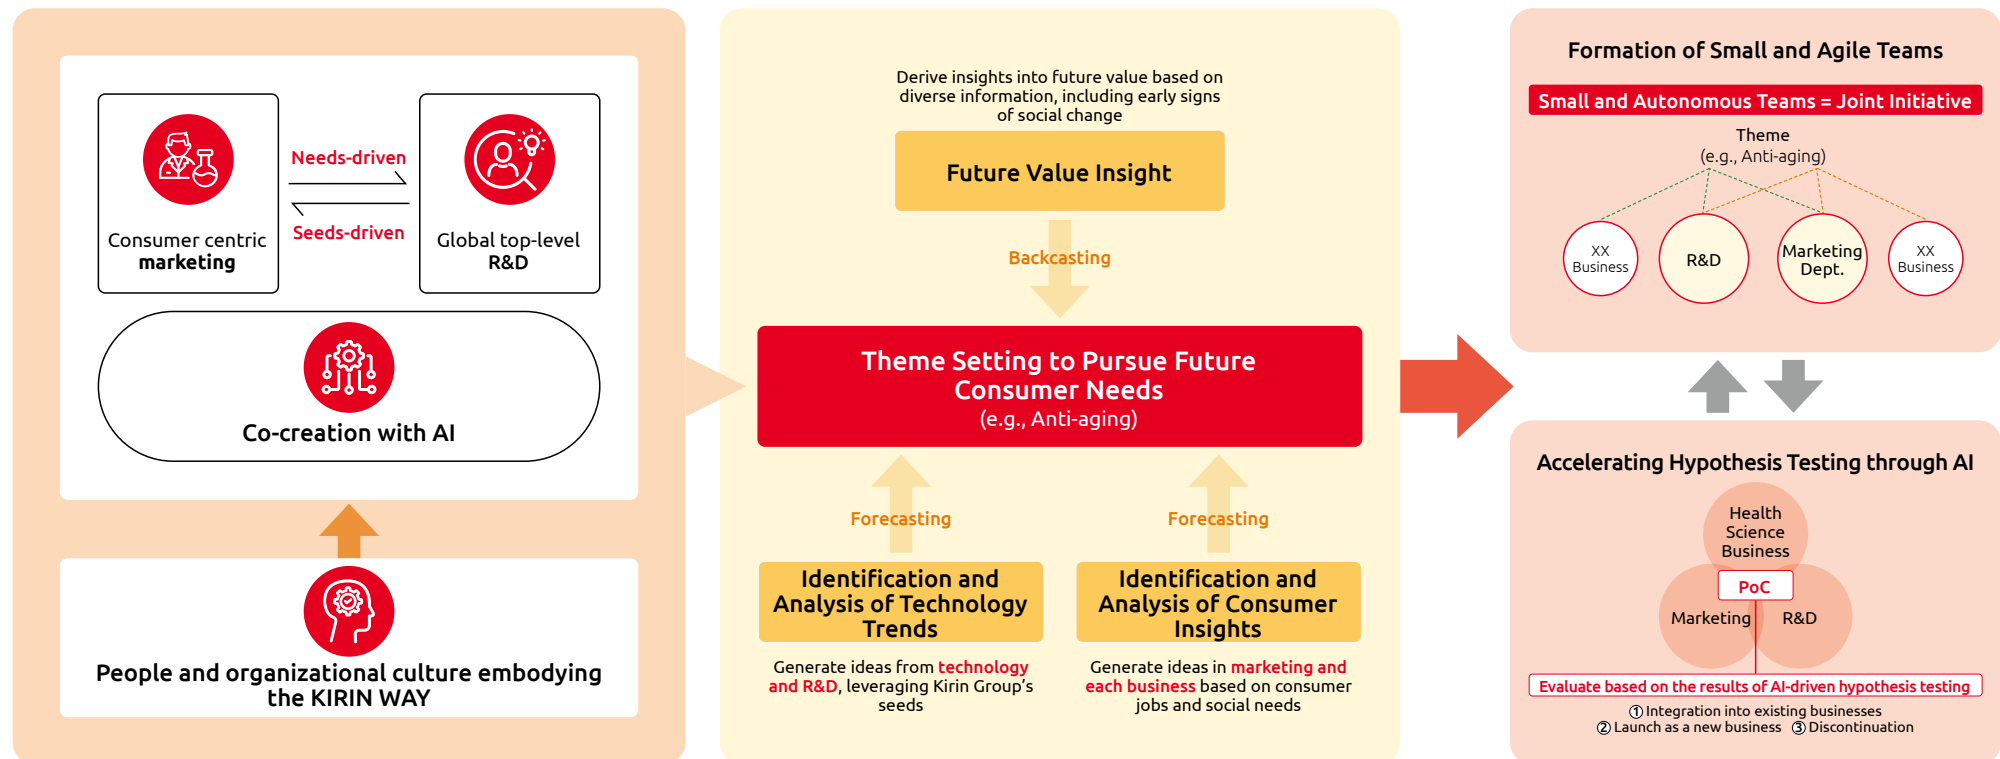 Needs-driven
Seeds-driven
Consumer centric
marketing
Global top-level
R&D
Co-creation with AI
People and organizational culture embodying
the KIRIN WAY
Derive insights into future value based on
diverse information, including early signs
of social change
Future Value Insight
Backcasting
Theme Setting to Pursue Future
Consumer Needs
(e.g., Anti-aging)
Forecasting
Forecasting
Identification and
Analysis of Technology
Trends
Generate ideas from technology
and R&D, leveraging Kirin Group’s
seeds
Identification and
Analysis of Consumer
Insights
Generate ideas in marketing and
each business based on consumer
jobs and social needs
Formation of Small and Agile Teams
Small and Autonomous Teams = Joint Initiative
Theme
(e.g., Anti-aging)
XX
Business
R&D
Marketing
Dept.
XX
Business
Accelerating Hypothesis Testing through AI
Health
Science
Business
PoC
Marketing
R&D
Evaluate based on the results of AI-driven hypothesis testing
① Integration into existing businesses
② Launch as a new business ③ Discontinuation